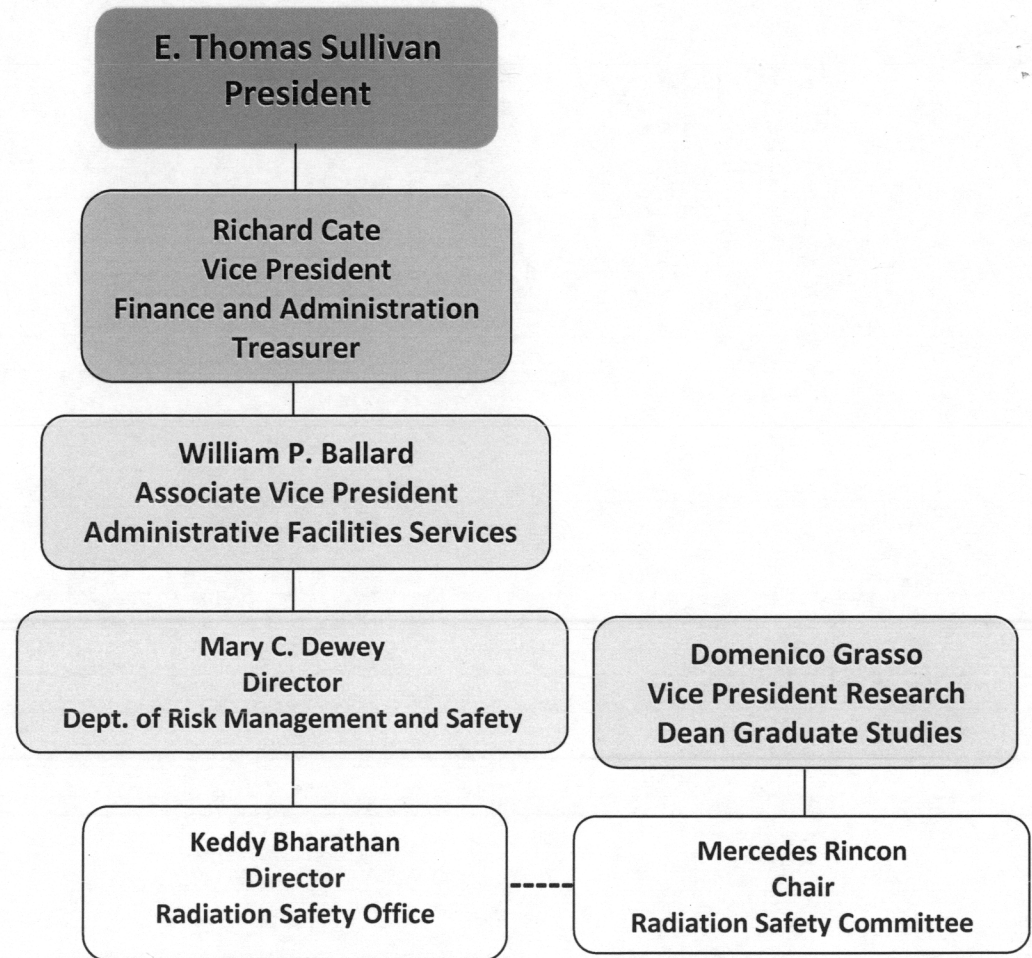 E. Thomas Sullivan
President
Richard Cate
Vice President
Finance and Administration
Treasurer
William P. Ballard
Associate Vice President
Administrative Facilities Services
Mary C. Dewey
Director
Dept. of Risk Management and Safety
Domenico Grasso
Vice President Research
Dean Graduate Studies
Keddy Bharathan
Director
Radiation Safety Office
Mercedes Rincon
Chair
Radiation Safety Committee